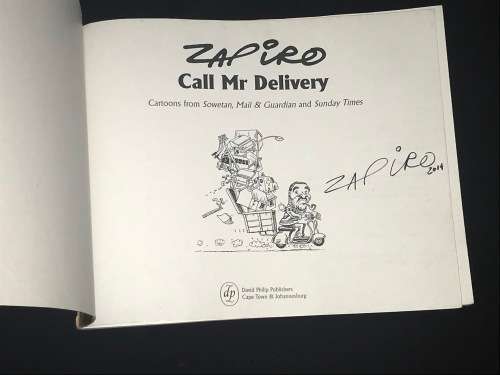 ZAPIRO
Call Mr Delivery
Cartoons from Sowetan, Mail & Guardian and Sunday Times
ZAPIRO 2014
dp
David Philip Publishers
Cape Town & Johannesburg